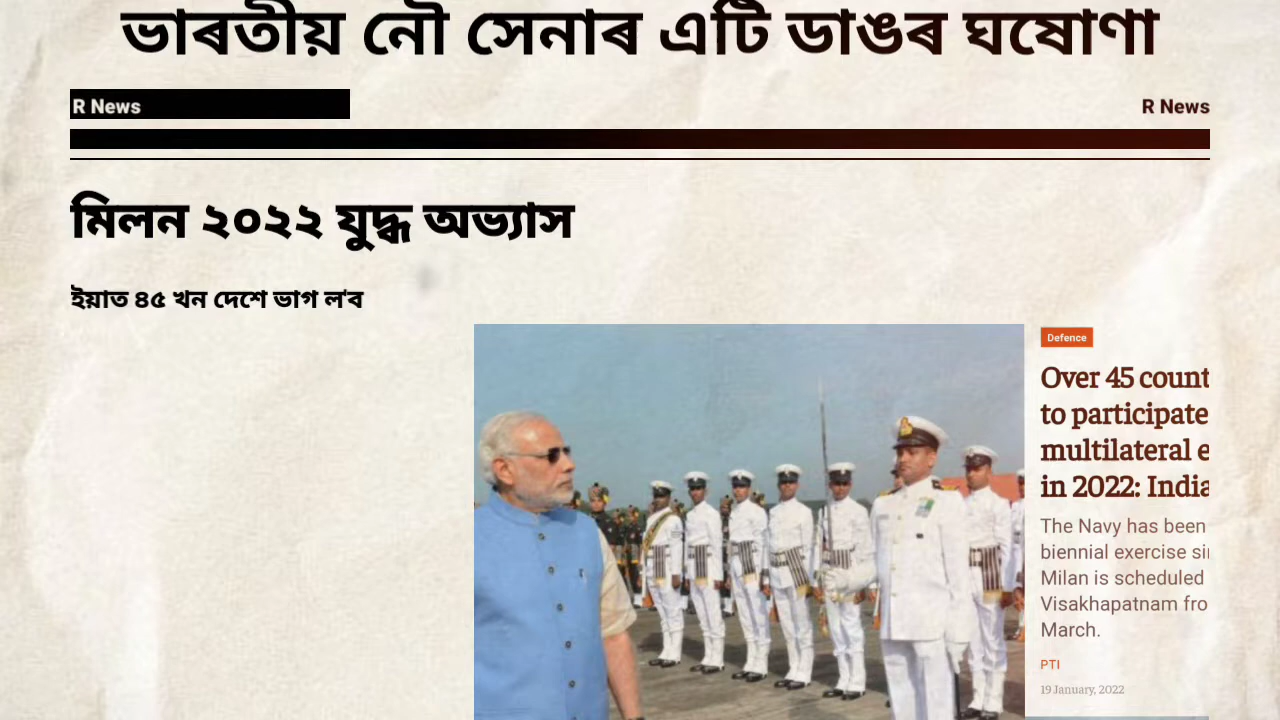 ভাৰতীয় নৌ সেনাৰ এটি ডাঙৰ ঘষোণা
R News
R News
মিলন ২০২২ যুদ্ধ অভ্যাস
ইয়াত ৪৫ খন দেশে ভাগ ল'ব
Defence
Over 45 count
to participate
multilateral e
in 2022: India
The Navy has been
biennial exercise si
Milan is scheduled
Visakhapatnam fro
March.
PTI
19 January, 2022